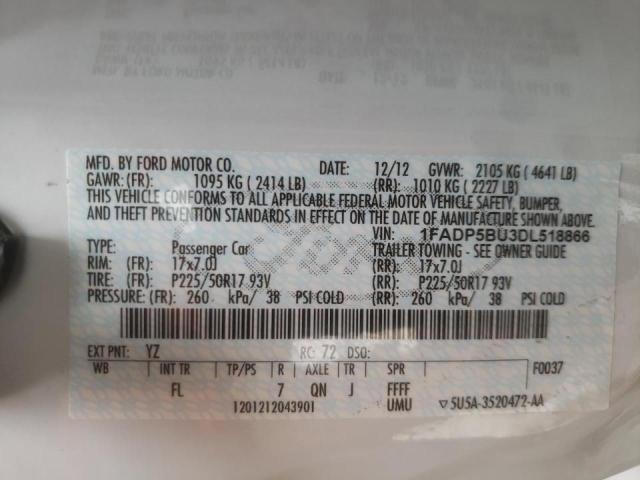 MFD. BY FORD MOTOR CO. DATE: 12/12 GVWR: 2105 KG ( 4641 LB)
GAWR: (FR): 1095 KG ( 2414 LB) (RR): 1010 KG ( 2227 LB)
THIS VEHICLE CONFORMS TO ALL APPLICABLE FEDERAL MOTOR VEHICLE SAFETY, BUMPER,
AND THEFT PREVENTION STANDARDS IN EFFECT ON THE DATE OF MANUFACTURE SHOWN ABOVE.
VIN: 1FADP5BU3DL518866
TYPE: Passenger Car TRAILER TOWING - SEE OWNER GUIDE
RIM: (FR): 17x7.0J (RR): 17x7.0J
TIRE: (FR): P225/50R17 93V (RR): P225/50R17 93V
PRESSURE: (FR): 260 kPa/ 38 PSI COLD (RR): 260 kPa/ 38 PSI COLD
EXT PNT: YZ RC: 72 DSO:
WB INT TR TP/PS R AXLE TR SPR F0037
FL 7 QN J FFFF
1201212043901 UMU ▽5U5A-3520472-AA